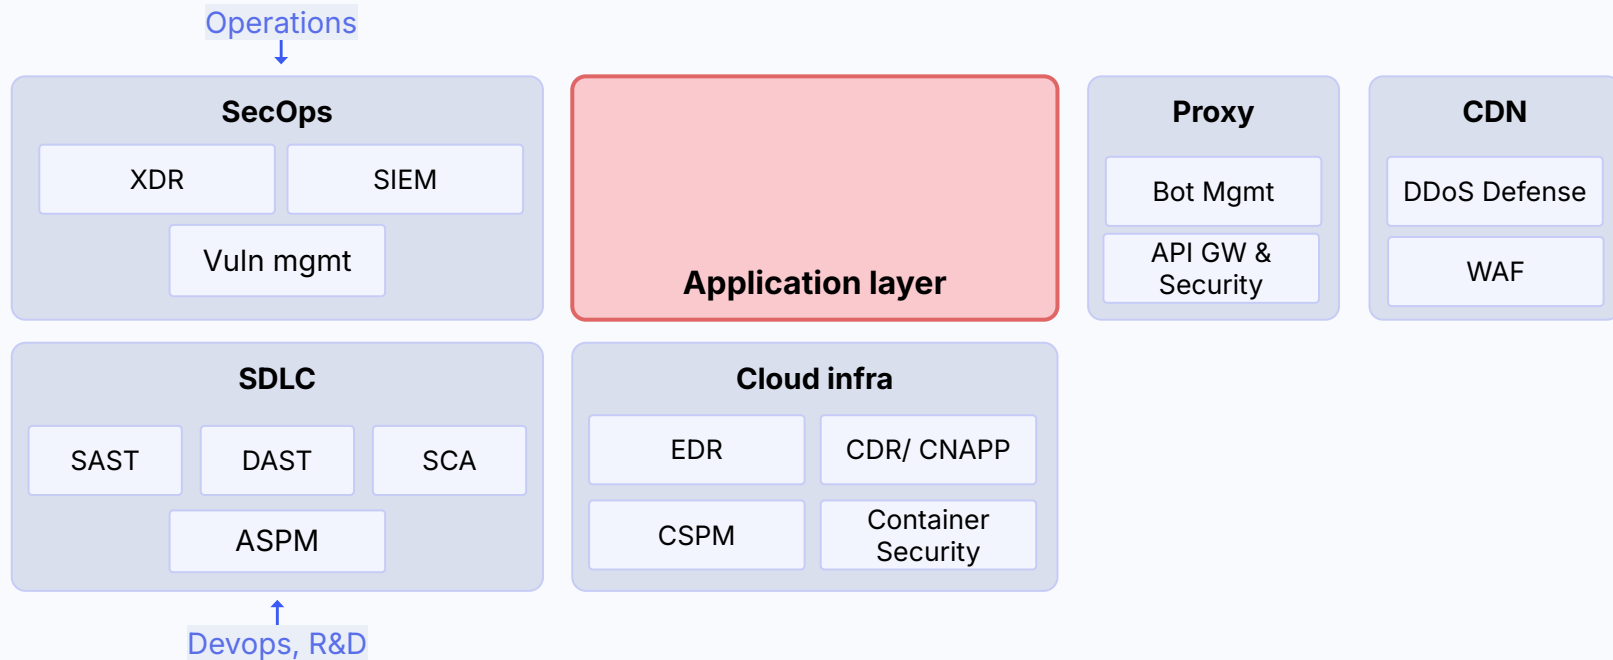 Operations
SecOps
XDR
SIEM
Vuln mgmt
Application layer
Proxy
Bot Mgmt
API GW &
Security
CDN
DDoS Defense
WAF
SDLC
SAST
DAST
SCA
ASPM
Cloud infra
EDR
CDR/ CNAPP
CSPM
Container
Security
Devops, R&D